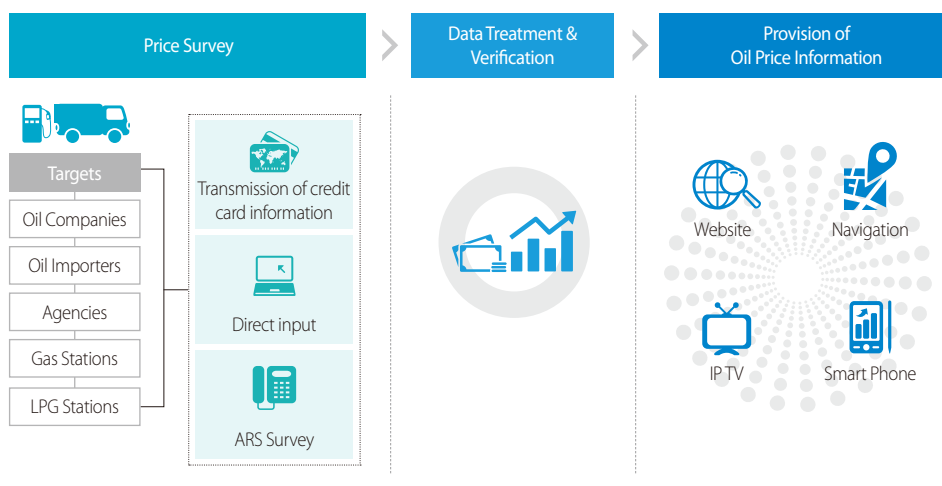 Price Survey
Data Treatment &
Verification
Provision of
Oil Price Information
Targets
Oil Companies
Oil Importers
Agencies
Gas Stations
LPG Stations
Transmission of credit
card information
Direct input
ARS Survey
Website
Navigation
IP TV
Smart Phone